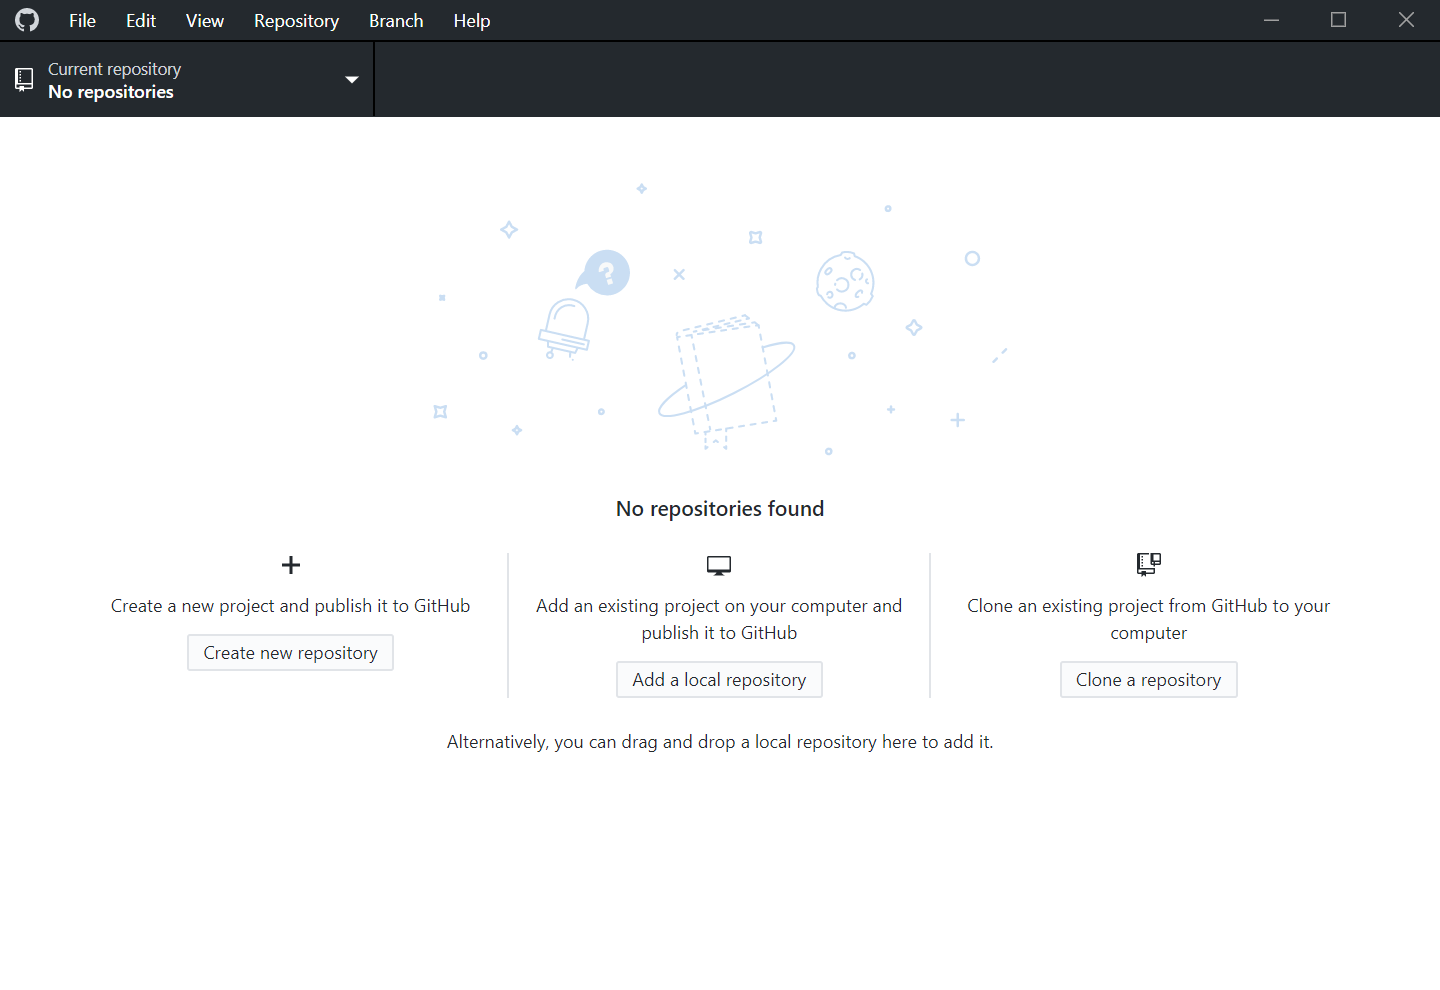 File Edit View Repository Branch Help
Current repository
No repositories
?
No repositories found
Create a new project and publish it to GitHub
Create new repository
Add an existing project on your computer and
publish it to GitHub
Add a local repository
Clone an existing project from GitHub to your
computer
Clone a repository
Alternatively, you can drag and drop a local repository here to add it.